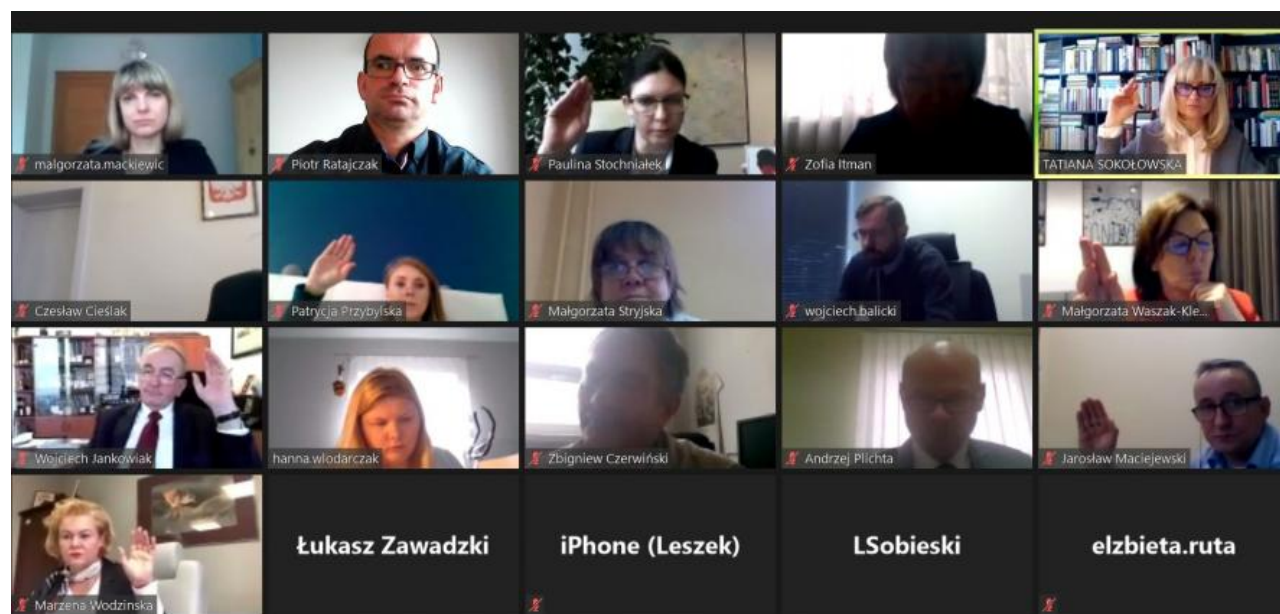 malgorzata.mackiewic
Piotr Ratajczak
Paulina Stochniałek
Zofia Itman
TATIANA SOKOŁOWSKA
Czesław Cieślak
Patrycja Przybylska
Małgorzata Stryjska
wojciech.balicki
Małgorzata Waszak-Kle...
Wojciech Jankowiak
hanna.wlodarczak
Zbigniew Czerwiński
Andrzej Plichta
Jarosław Maciejewski
Marzena Wodzinska
Łukasz Zawadzki
iPhone (Leszek)
LSobieski
elzbieta.ruta